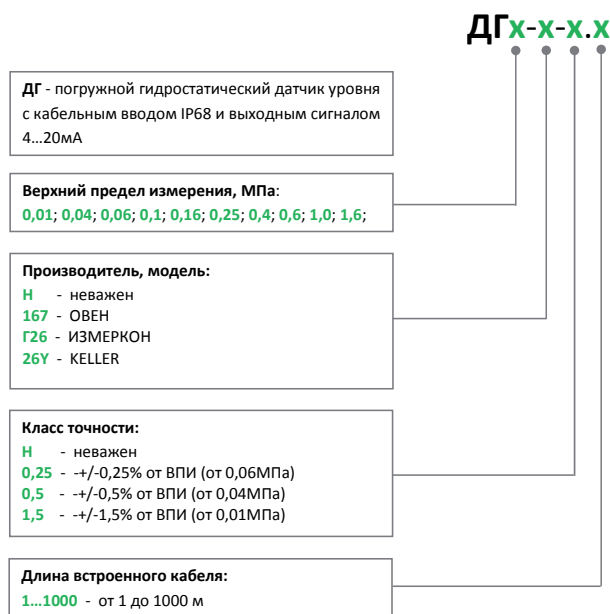 ДГх-х-х.х
ДГ - погружной гидростатический датчик уровня
с кабельным вводом IP68 и выходным сигналом
4...20мА
Верхний предел измерения, МПа:
0,01; 0,04; 0,06; 0,1; 0,16; 0,25; 0,4; 0,6; 1,0; 1,6;
Производитель, модель:
Н - неважен
167 - ОВЕН
Г26 - ИЗМЕРКОН
26Y - KELLER
Класс точности:
Н - неважен
0,25 - -+/-0,25% от ВПИ (от 0,06МПа)
0,5 - -+/-0,5% от ВПИ (от 0,04МПа)
1,5 - -+/-1,5% от ВПИ (от 0,01МПа)
Длина встроенного кабеля:
1...1000 - от 1 до 1000 м